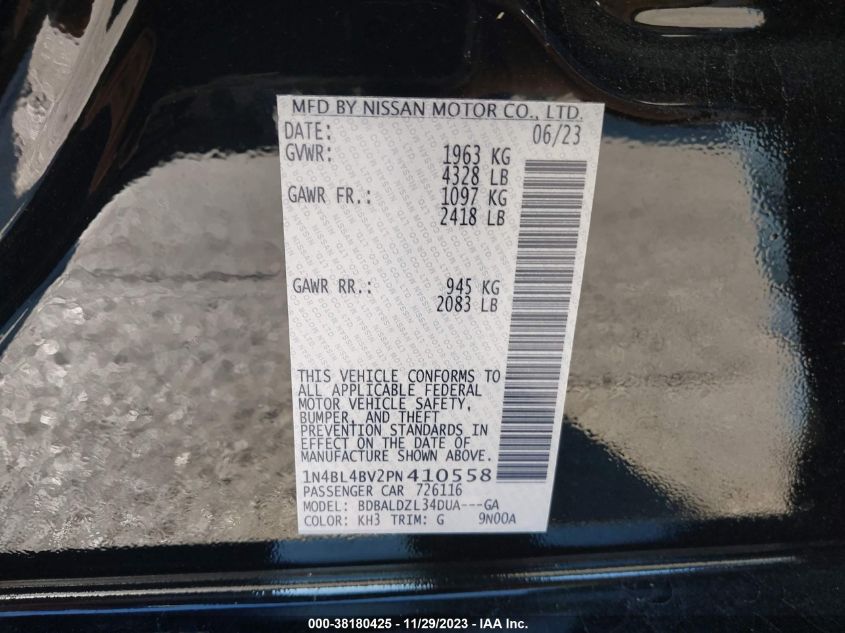 MFD BY NISSAN MOTOR CO., LTD.
DATE: 06/23
GVWR: 1963 KG
4328 LB
GAWR FR.: 1097 KG
2418 LB
GAWR RR.: 945 KG
2083 LB
THIS VEHICLE CONFORMS TO
ALL APPLICABLE FEDERAL
MOTOR VEHICLE SAFETY,
BUMPER, AND THEFT
PREVENTION STANDARDS IN
EFFECT ON THE DATE OF
MANUFACTURE SHOWN ABOVE.
1N4BL4BV2PN410558
PASSENGER CAR 726116
MODEL: BDBALDZL34DUA---GA
COLOR: KH3 TRIM: G 9N00A
000-38180425 - 11/29/2023 - IAA Inc.